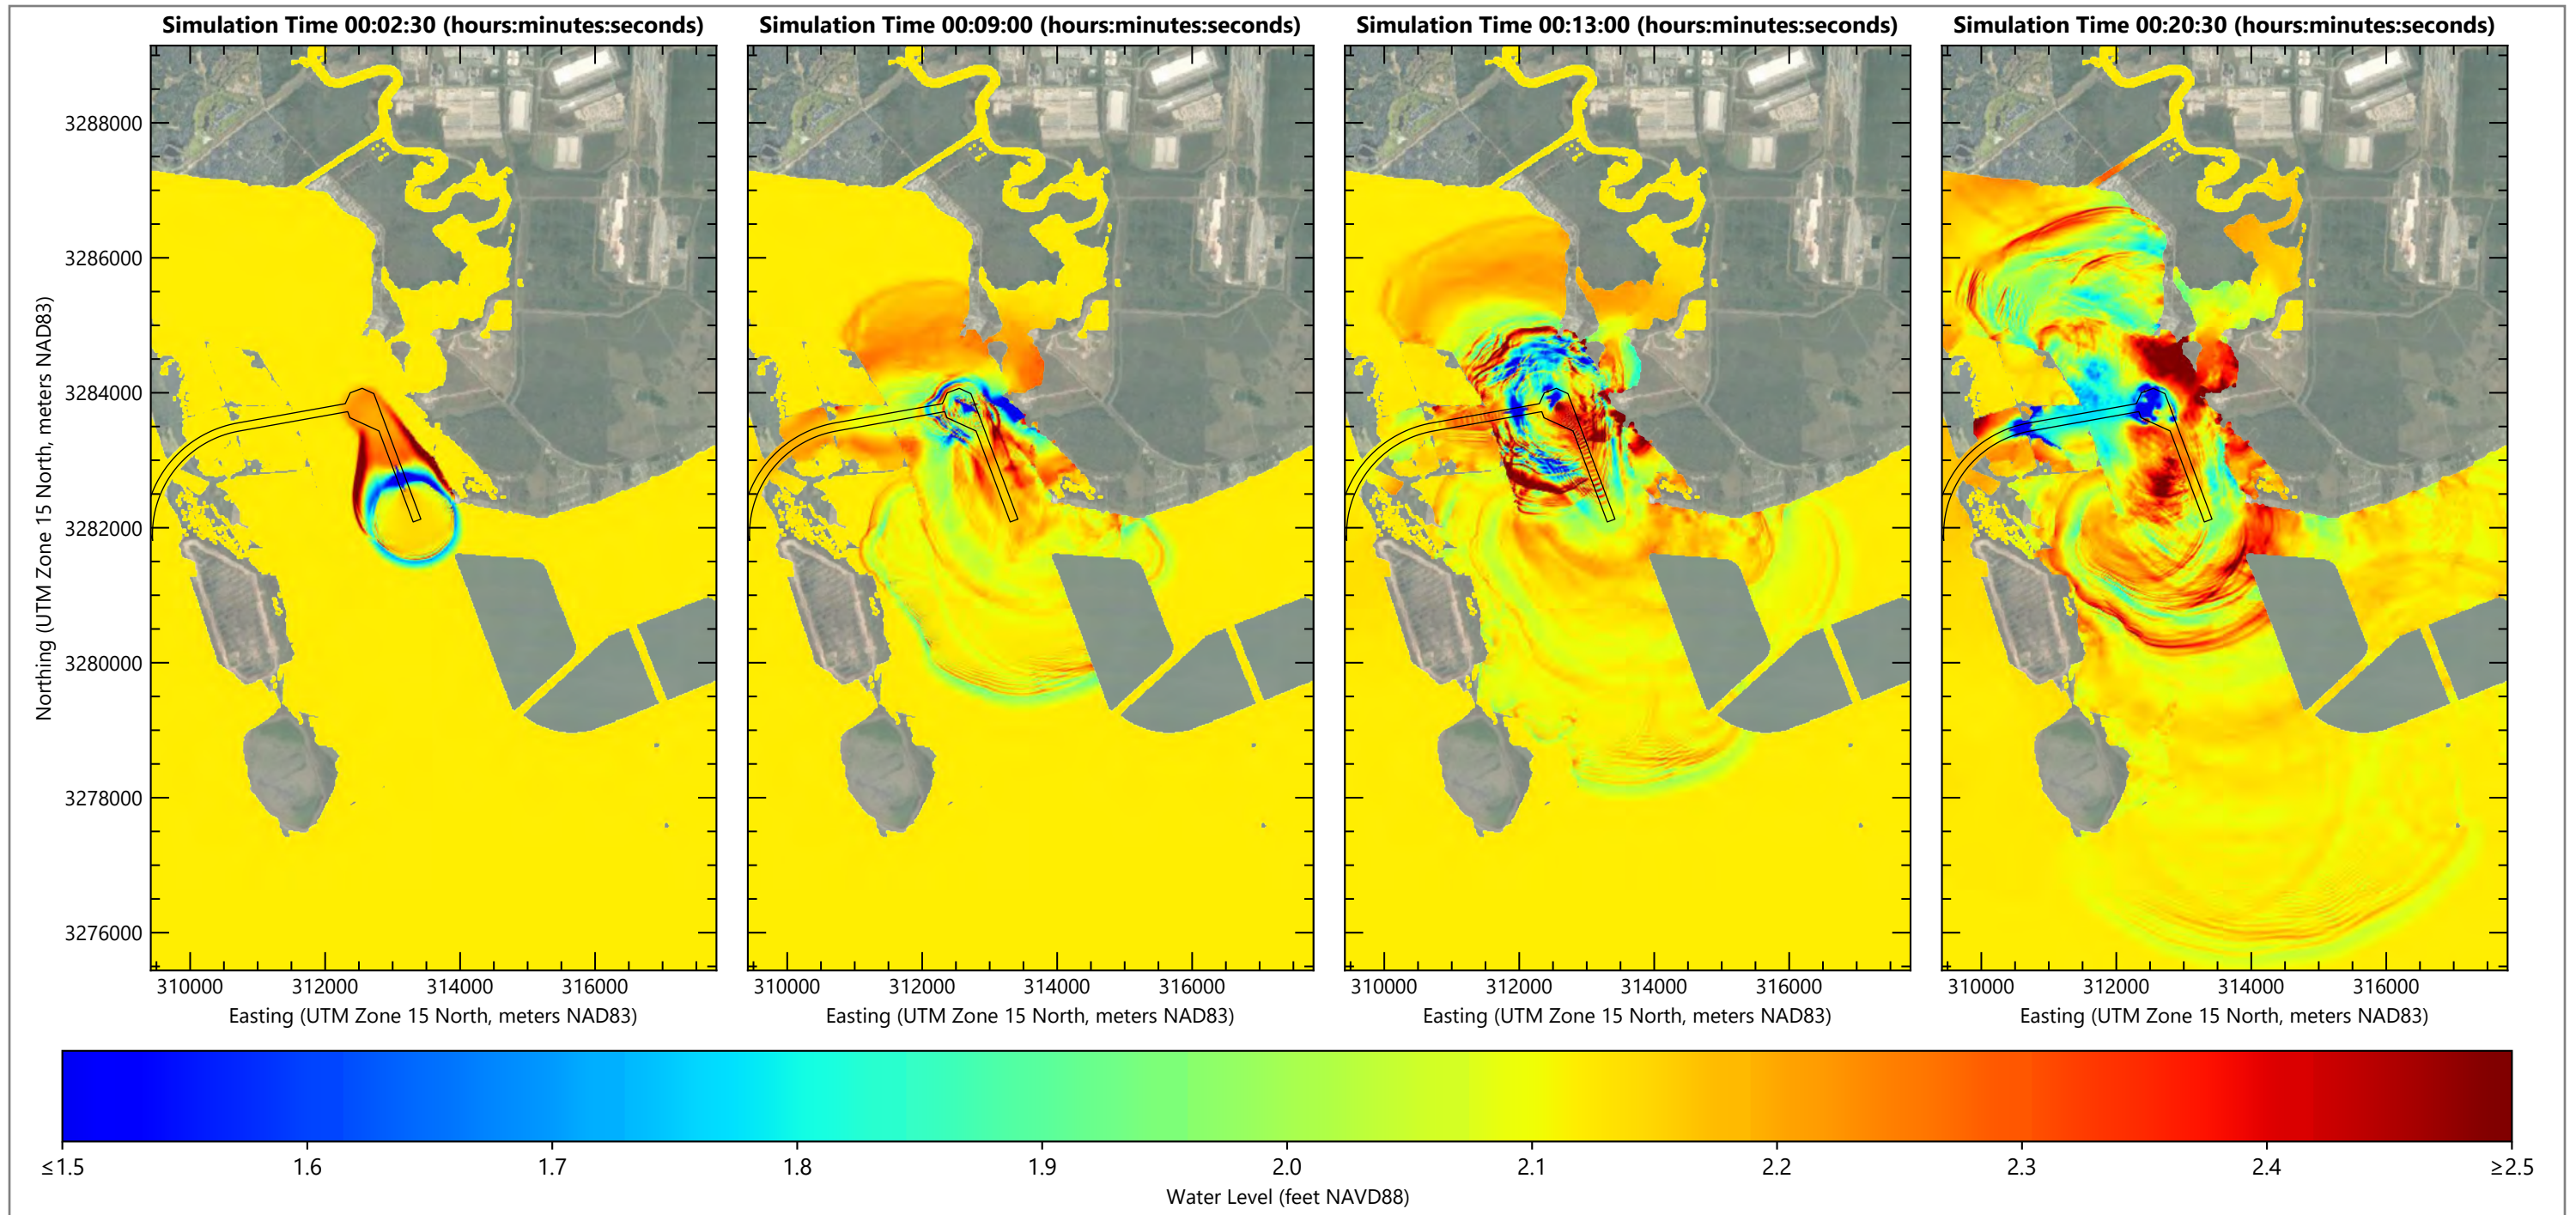 Simulation Time 00:02:30 (hours:minutes:seconds)
Simulation Time 00:09:00 (hours:minutes:seconds)
Simulation Time 00:13:00 (hours:minutes:seconds)
Simulation Time 00:20:30 (hours:minutes:seconds)
Northing (UTM Zone 15 North, meters NAD83)
3288000
3286000
3284000
3282000
3280000
3278000
3276000
310000 312000 314000 316000
310000 312000 314000 316000
310000 312000 314000 316000
310000 312000 314000 316000
Easting (UTM Zone 15 North, meters NAD83)
Easting (UTM Zone 15 North, meters NAD83)
Easting (UTM Zone 15 North, meters NAD83)
Easting (UTM Zone 15 North, meters NAD83)
≤1.5 1.6 1.7 1.8 1.9 2.0 2.1 2.2 2.3 2.4 ≥2.5
Water Level (feet NAVD88)